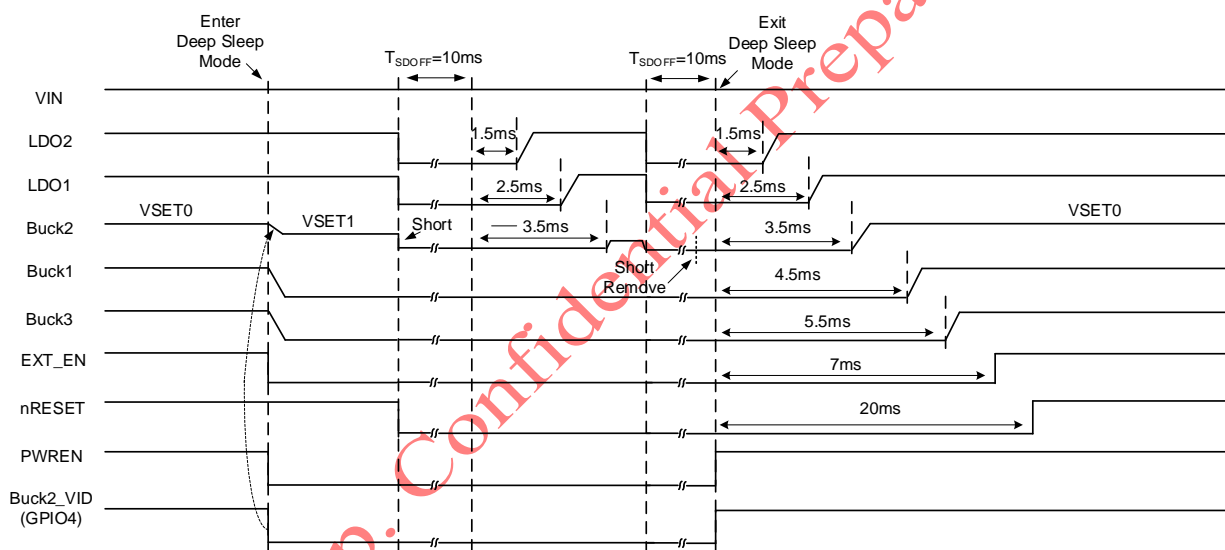 Enter
Deep Sleep
Mode
TSDOFF=10ms
TSDOFF=10ms
Exit
Deep Sleep
Mode
VIN
LDO2
1.5ms
1.5ms
LDO1
2.5ms
2.5ms
Buck2
VSET0
VSET1
Short
3.5ms
Short
Remove
3.5ms
VSET0
Buck1
4.5ms
Buck3
5.5ms
EXT_EN
7ms
nRESET
20ms
PWREN
Buck2_VID
(GPIO4)
p. Confidential Prepa